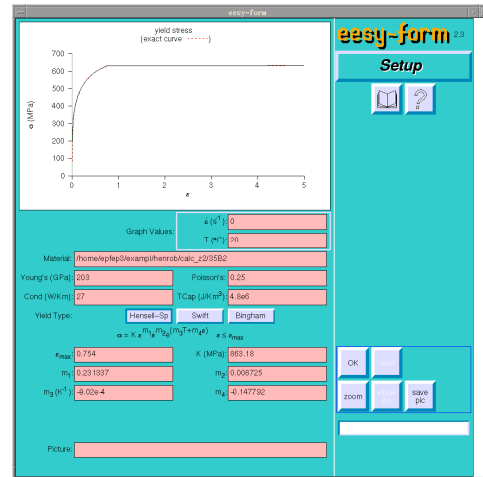 eesy-form
yield stress
(exact curve -------)
700
600
500
400
300
200
100
0
σ (MPa)
0 1 2 3 4 5
ε
eesy-form 2.3
Setup
?
Graph Values:
ε̇ (s⁻¹): 0
T (°C): 20
Material: /home/epfep3/exampl/henrob/calc_z2/35B2
Young's (GPa): 203 Poisson's: 0.25
Cond (W/Km): 27 TCap (J/Km³): 4.8e6
Yield Type: Hensell-Sp Swift Bingham
ε ≤ εmax
εmax: 0.754 K (MPa): 863.18
m1: 0.231337 m2: 0.008725
m3 (K⁻¹): -9.02e-4 m4: -0.147792
Picture:
OK
zoom
save pic